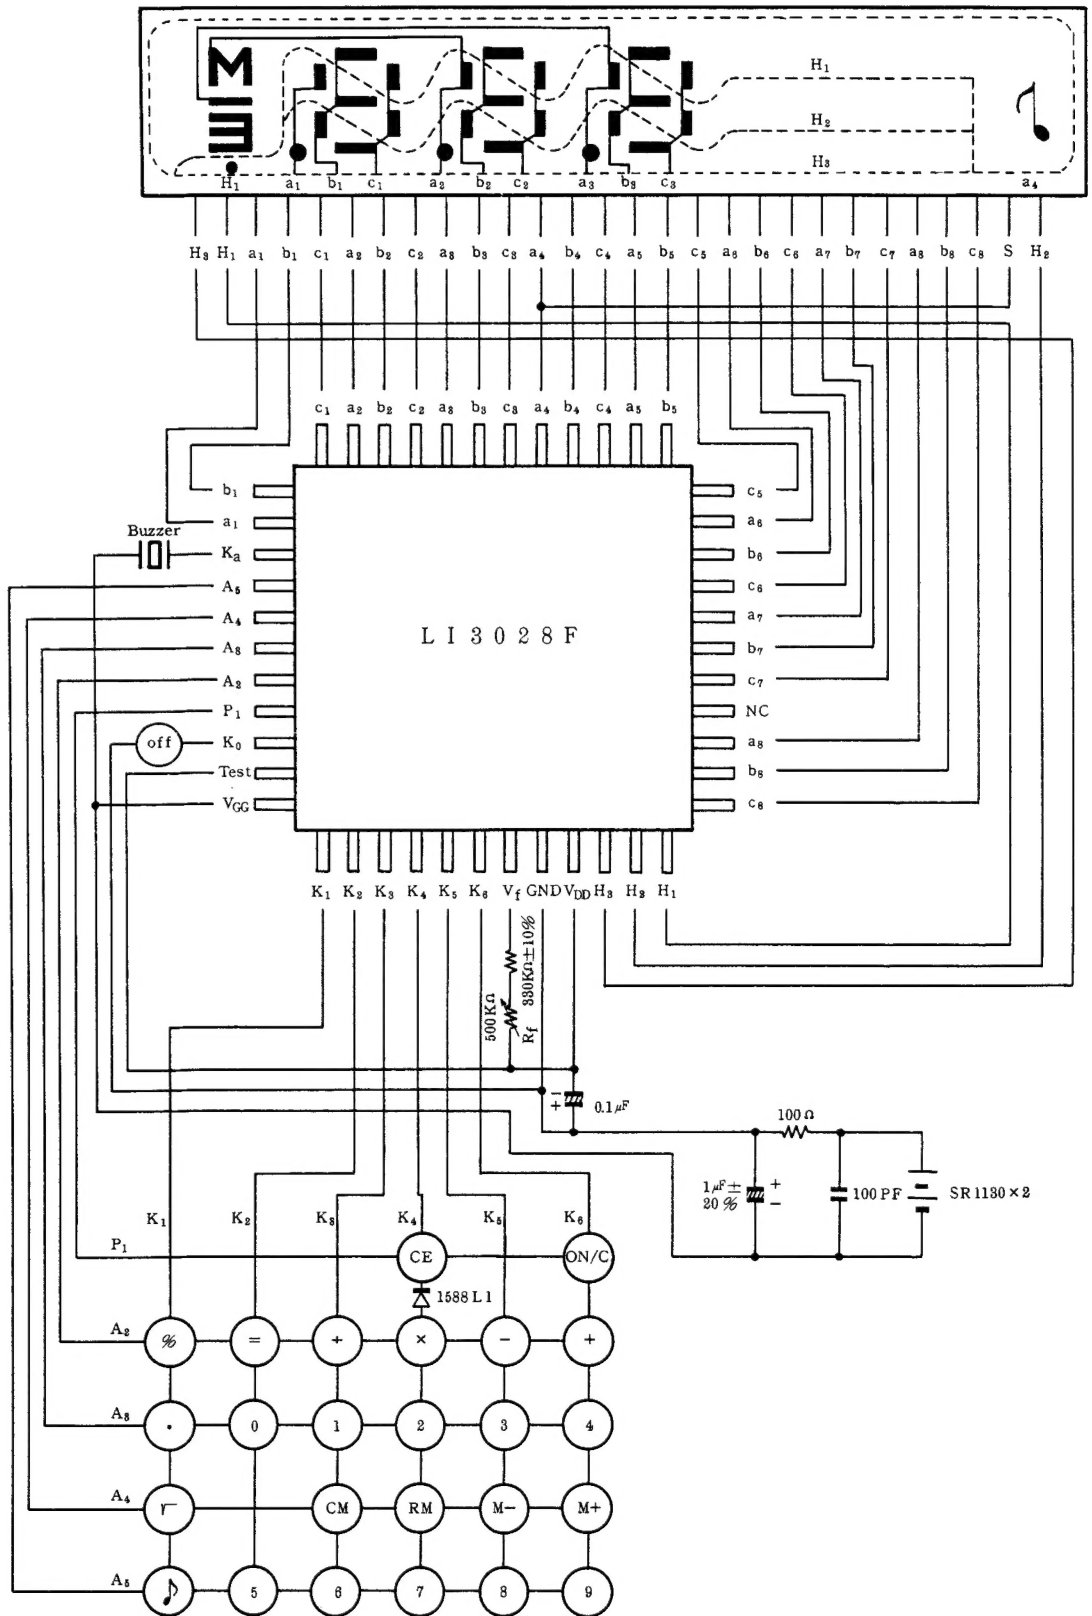 M
E
H₁
H₂
H₃
H₁ a₁ b₁ c₁ a₂ b₂ c₂ a₃ b₃ c₃ a₄
H₃ H₁ a₁ b₁ c₁ a₂ b₂ c₂ a₃ b₃ c₃ a₄ b₄ c₄ a₅ b₅ c₅ a₆ b₆ c₆ a₇ b₇ c₇ a₈ b₈ c₈ S H₂
c₁ a₂ b₂ c₂ a₃ b₃ c₃ a₄ b₄ c₄ a₅ b₅
b₁ c₅
a₁ a₆
Buzzer
Ka b₆
A₅ c₆
A₄ a₇
LI3028F
A₃ b₇
A₂ c₇
P₁ NC
off K₀ a₈
Test b₈
VGG c₈
K₁ K₂ K₃ K₄ K₅ K₆ Vf GND VDD H₃ H₂ H₁
330KΩ±10%
500KΩ
Rf
− +
0.1μF
100Ω
1μF±
20%
+
−
100PF
SR1130×2
K₁ K₂ K₃ K₄ K₅ K₆
P₁ CE ON/C
1588L1
A₂ % = + × − +
A₃ · 0 1 2 3 4
A₄ √ CM RM M− M+
A₅ ♪ 5 6 7 8 9